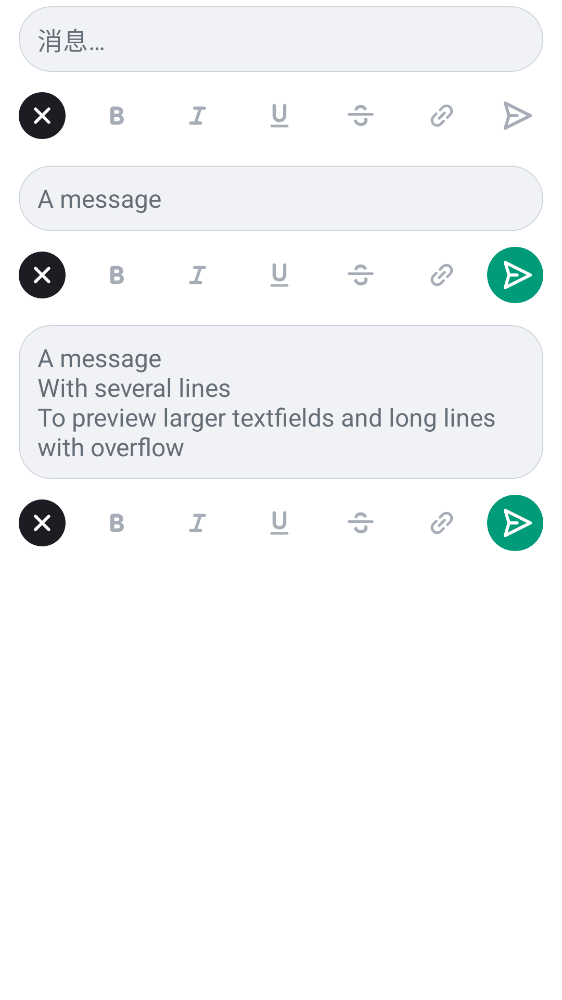 消息…
A message
A message
With several lines
To preview larger textfields and long lines
with overflow